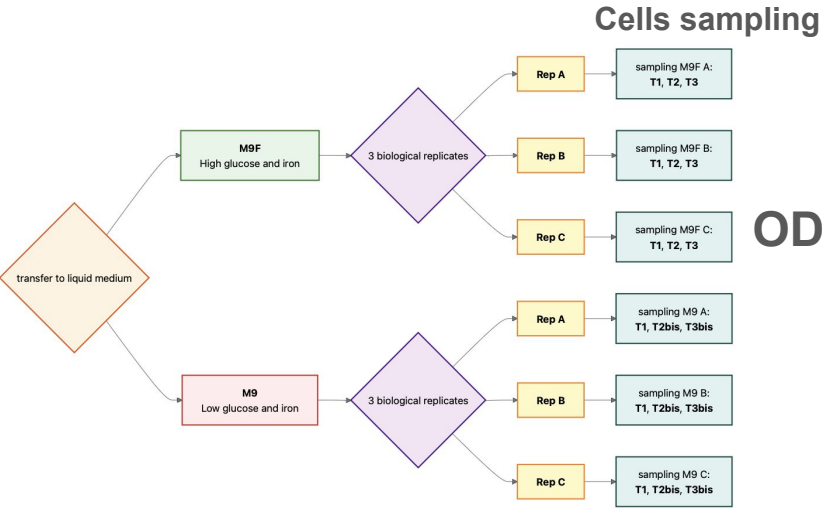 Cells sampling
Rep A
sampling M9F A:
T1, T2, T3
M9F
High glucose and iron
3 biological replicates
Rep B
sampling M9F B:
T1, T2, T3
Rep C
sampling M9F C:
T1, T2, T3
OD
transfer to liquid medium
Rep A
sampling M9 A:
T1, T2bis, T3bis
M9
Low glucose and iron
3 biological replicates
Rep B
sampling M9 B:
T1, T2bis, T3bis
Rep C
sampling M9 C:
T1, T2bis, T3bis